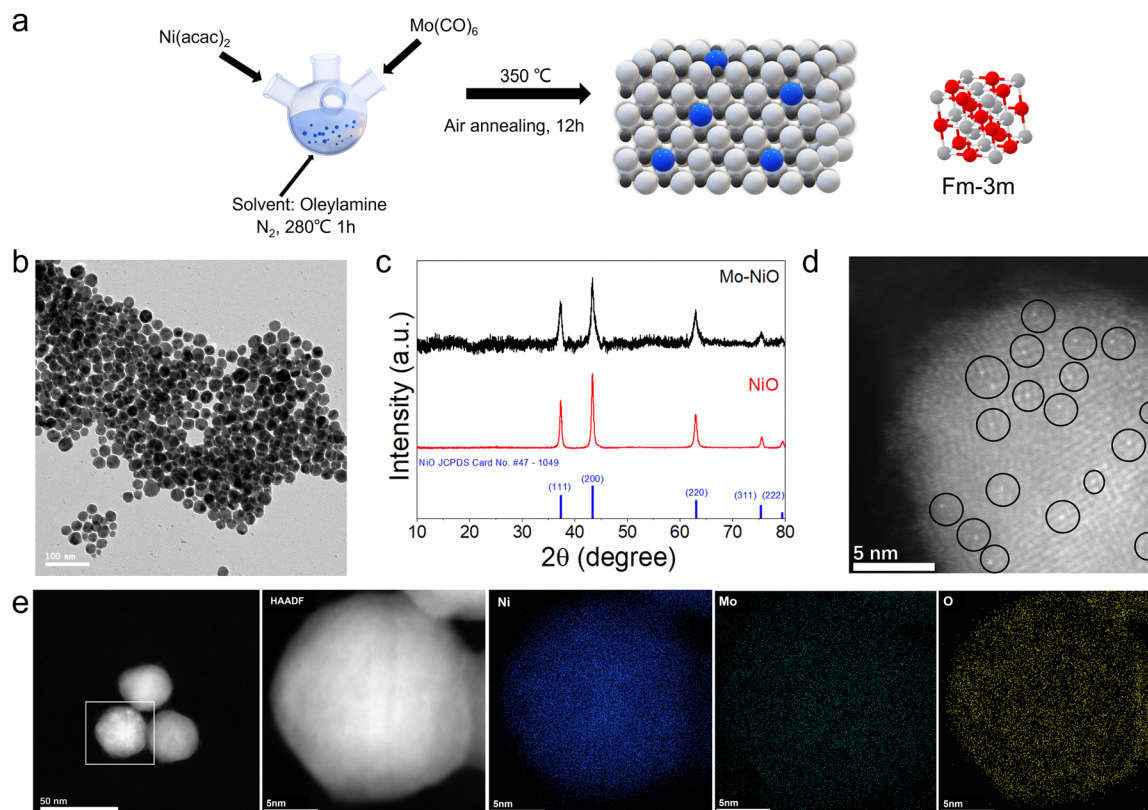 a
Ni(acac)₂
Mo(CO)₆
350 ℃
Air annealing, 12h
Solvent: Oleylamine
N₂, 280℃ 1h
Fm-3m
b
100 nm
c
Mo-NiO
NiO
NiO JCPDS Card No. #47 - 1049
(111)
(200)
(220)
(311)
(222)
Intensity (a.u.)
10
20
30
40
50
60
70
80
2θ (degree)
d
5 nm
e
50 nm
HAADF
5nm
Ni
5nm
Mo
5nm
O
5nm